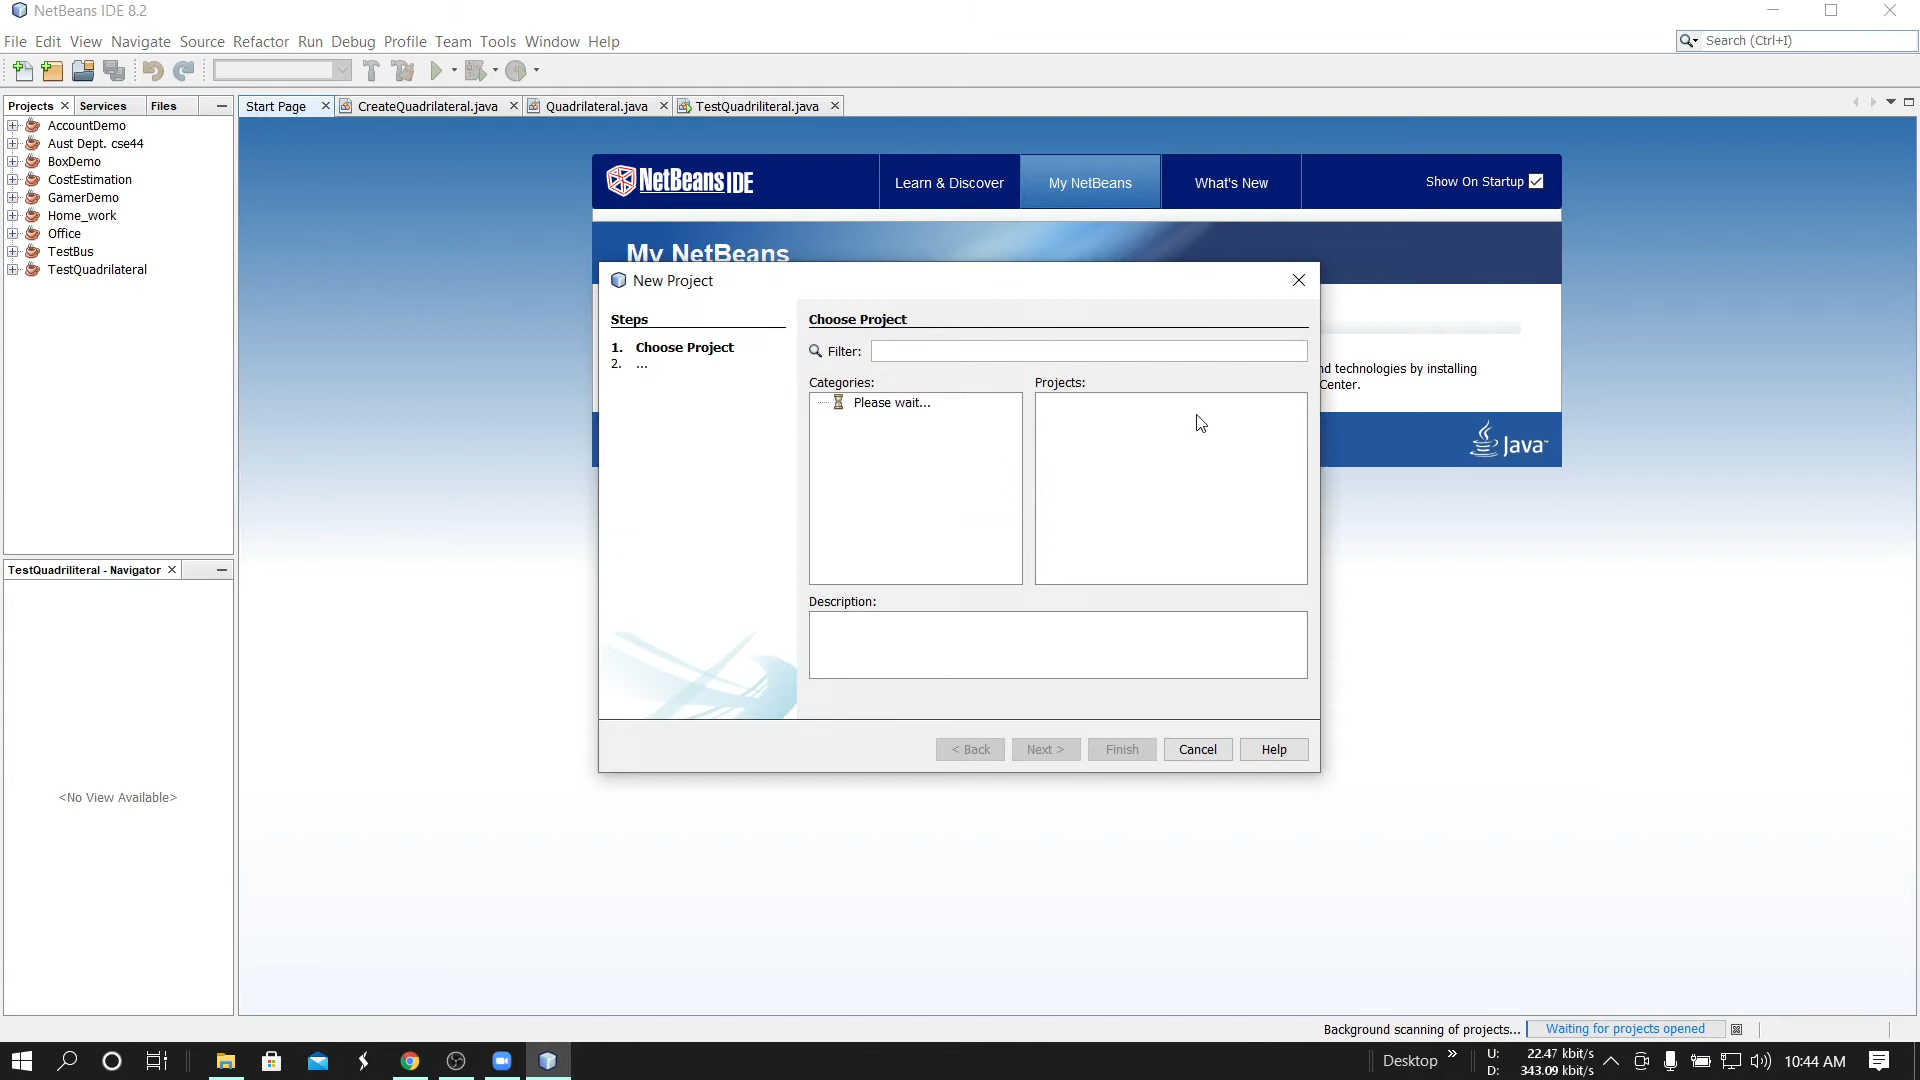 NetBeans IDE 8.2
File Edit View Navigate Source Refactor Run Debug Profile Team Tools Window Help
Search (Ctrl+I)
Projects Services Files
Start Page CreateQuadrilateral.java Quadrilateral.java TestQuadriliteral.java
AccountDemo
Aust Dept. cse44
BoxDemo
CostEstimation
GamerDemo
Home_work
Office
TestBus
TestQuadrilateral
NetBeans IDE
Learn & Discover My NetBeans What's New
Show On Startup
My NetBeans
New Project
Steps
1. Choose Project
2. ...
Choose Project
Filter:
Categories: Projects:
Please wait...
Description:
< Back Next > Finish Cancel Help
nd technologies by installing
Center.
Java
TestQuadriliteral - Navigator
<No View Available>
Background scanning of projects... Waiting for projects opened
Desktop
U: 22.47 kbit/s
D: 343.09 kbit/s
10:44 AM